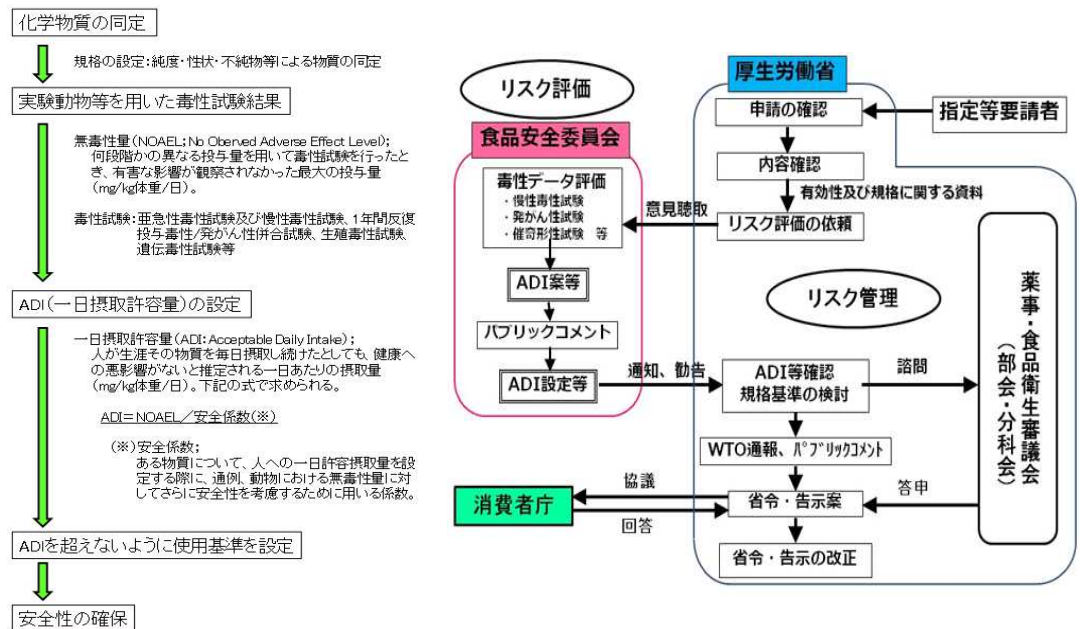 化学物質の同定
規格の設定:純度・性状・不純物等による物質の同定
実験動物等を用いた毒性試験結果
無毒性量(NOAEL;No Oberved Adverse Effect Level);
何段階かの異なる投与量を用いて毒性試験を行ったと
き、有害な影響が観察されなかった最大の投与量
(mg/kg体重/日)。
毒性試験:亜急性毒性試験及び慢性毒性試験、1年間反復
投与毒性/発がん性併合試験、生殖毒性試験、
遺伝毒性試験等
ADI(一日摂取許容量)の設定
一日摂取許容量(ADI:Acceptable Daily Intake);
人が生涯その物質を毎日摂取し続けたとしても、健康へ
の悪影響がないと推定される一日あたりの摂取量
(mg/kg体重/日)。下記の式で求められる。
ADI=NOAEL/安全係数(※)
(※)安全係数;
ある物質について、人への一日許容摂取量を設
定する際に、通例、動物における無毒性量に対
してさらに安全性を考慮するために用いる係数。
ADIを超えないように使用基準を設定
安全性の確保
リスク評価
食品安全委員会
毒性データ評価
・慢性毒性試験
・発がん性試験
・催奇形性試験 等
ADI案等
パブリックコメント
ADI設定等
意見聴取
通知、勧告
厚生労働省
申請の確認
指定等要請者
内容確認
有効性及び規格に関する資料
リスク評価の依頼
リスク管理
ADI等確認
規格基準の検討
諮問
WTO通報、パブリックコメント
省令・告示案
答申
省令・告示の改正
協議
消費者庁
回答
薬事・食品衛生審議会
(部会・分科会)